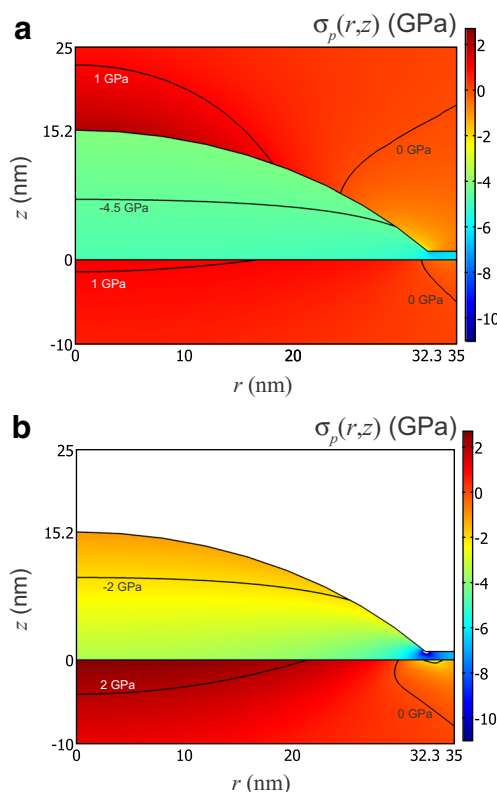 a
σp(r,z) (GPa)
25
15.2
0
-10
z (nm)
1 GPa
0 GPa
-4.5 GPa
1 GPa
0 GPa
0
10
20
32.3
35
r (nm)
2
0
-2
-4
-6
-8
-10
b
σp(r,z) (GPa)
25
15.2
0
-10
z (nm)
-2 GPa
2 GPa
0 GPa
0
10
20
32.3
35
r (nm)
2
0
-2
-4
-6
-8
-10